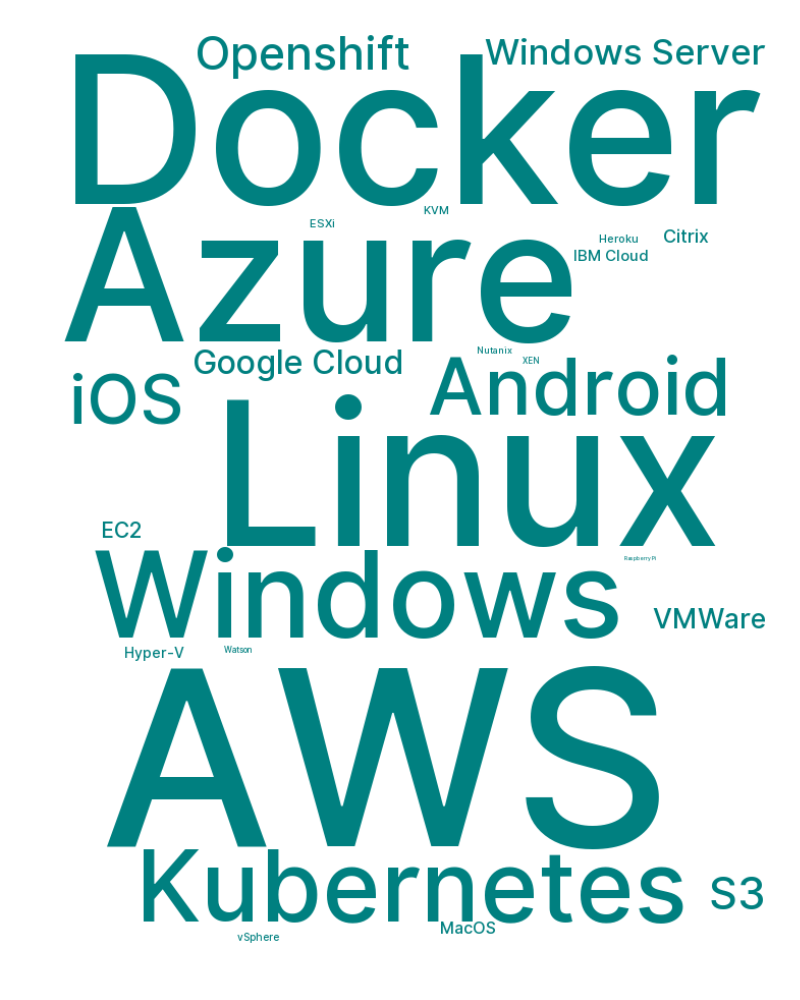 Openshift
Windows Server
Docker
KVM
ESXi
Azure
Heroku
Citrix
IBM Cloud
Nutanix
Google Cloud
XEN
iOS
Android
Linux
EC2
Raspberry Pi
Windows
VMWare
Hyper-V
Watson
AWS
Kubernetes
S3
MacOS
vSphere